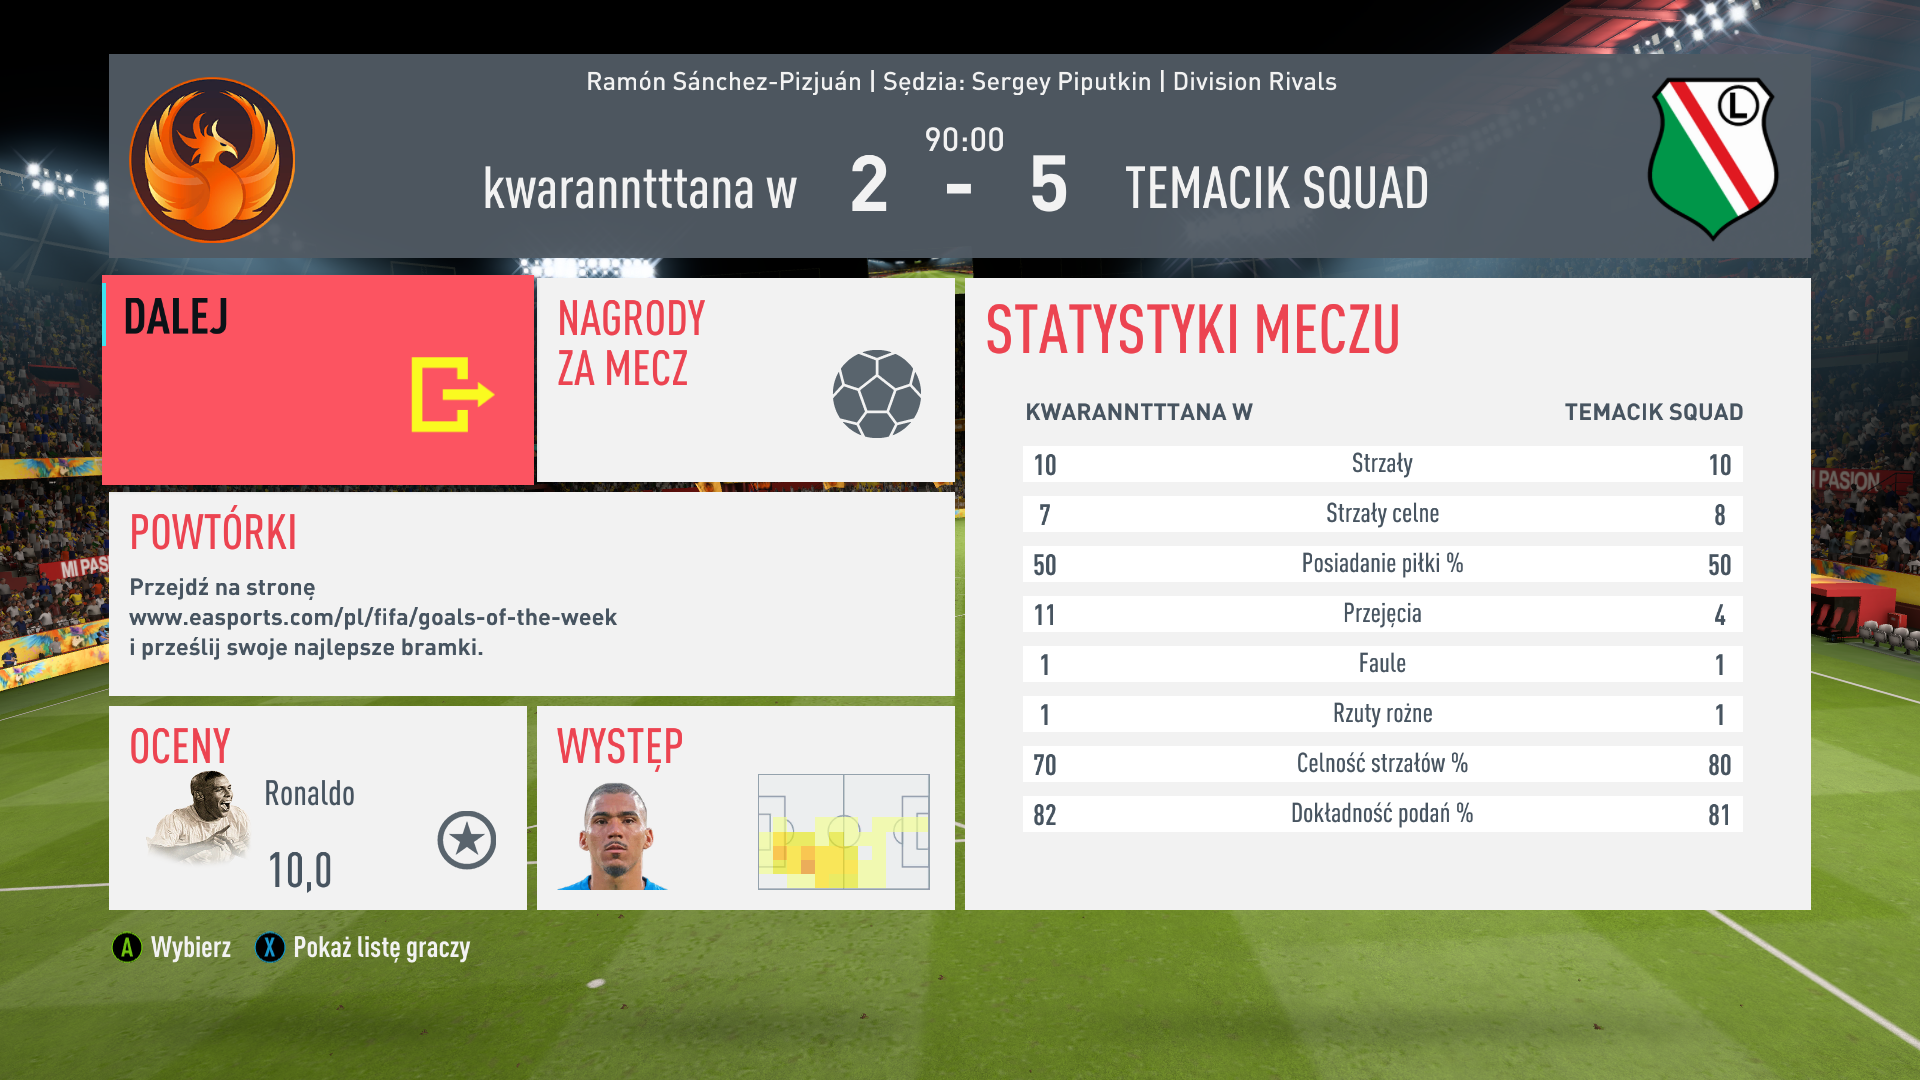 Ramón Sánchez-Pizjuán | Sędzia: Sergey Piputkin | Division Rivals
90:00
kwaranntttana w 2 - 5 TEMACIK SQUAD
L
DALEJ
NAGRODY
ZA MECZ
POWTÓRKI
Przejdź na stronę
www.easports.com/pl/fifa/goals-of-the-week
i prześlij swoje najlepsze bramki.
OCENY
Ronaldo
10,0
WYSTĘP
STATYSTYKI MECZU
KWARANNTTTANA W TEMACIK SQUAD
10 Strzały 10
7 Strzały celne 8
50 Posiadanie piłki % 50
11 Przejęcia 4
1 Faule 1
1 Rzuty rożne 1
70 Celność strzałów % 80
82 Dokładność podań % 81
MI PAS
I PASION
A Wybierz X Pokaż listę graczy